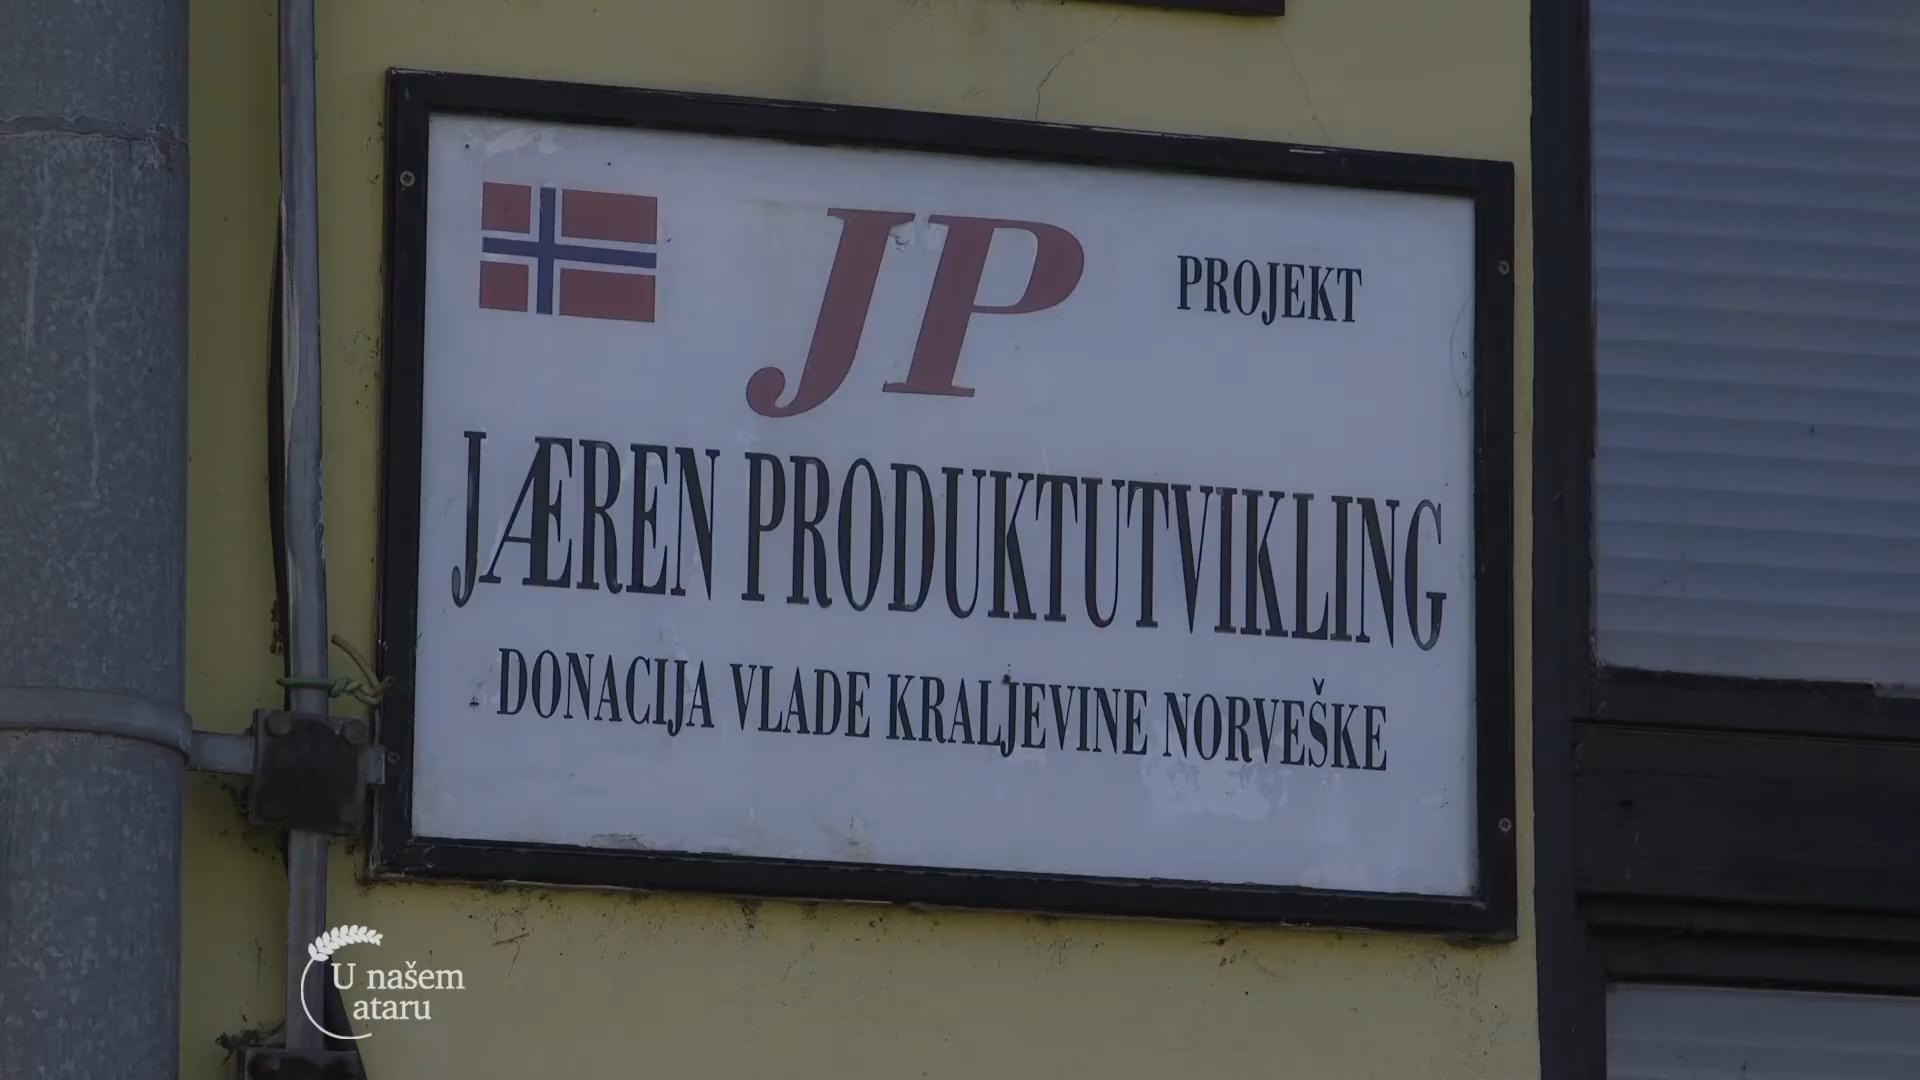 JP
PROJEKT
JÆREN PRODUKTUTVIKLING
DONACIJA VLADE KRALJEVINE NORVEŠKE
U našem
ataru